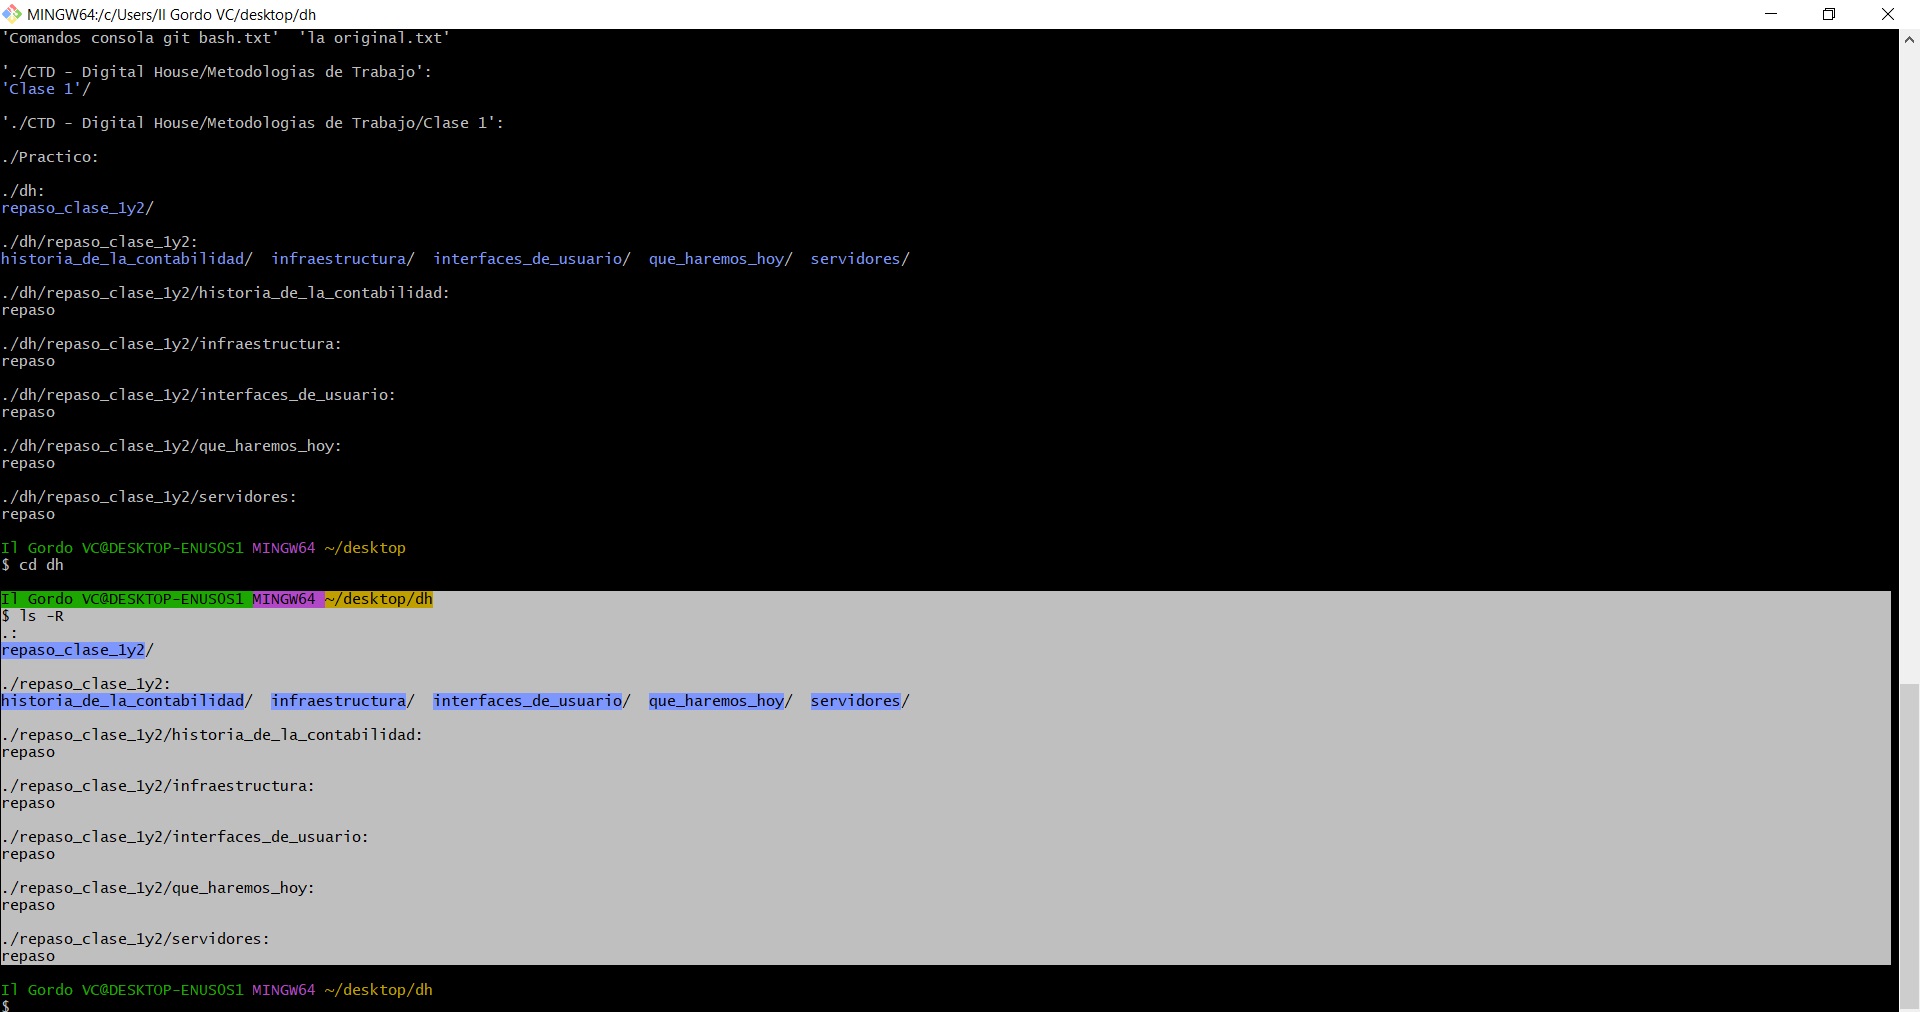 MINGW64:/c/Users/Il Gordo VC/desktop/dh
'Comandos consola git bash.txt'  'la original.txt'
'./CTD - Digital House/Metodologias de Trabajo':
'Clase 1'/
'./CTD - Digital House/Metodologias de Trabajo/Clase 1':
./Practico:
./dh:
repaso_clase_1y2/
./dh/repaso_clase_1y2:
historia_de_la_contabilidad/  infraestructura/  interfaces_de_usuario/  que_haremos_hoy/  servidores/
./dh/repaso_clase_1y2/historia_de_la_contabilidad:
repaso
./dh/repaso_clase_1y2/infraestructura:
repaso
./dh/repaso_clase_1y2/interfaces_de_usuario:
repaso
./dh/repaso_clase_1y2/que_haremos_hoy:
repaso
./dh/repaso_clase_1y2/servidores:
repaso
Il Gordo VC@DESKTOP-ENUSOS1 MINGW64 ~/desktop
$ cd dh
Il Gordo VC@DESKTOP-ENUSOS1 MINGW64 ~/desktop/dh
$ ls -R
.:
repaso_clase_1y2/
./repaso_clase_1y2:
historia_de_la_contabilidad/  infraestructura/  interfaces_de_usuario/  que_haremos_hoy/  servidores/
./repaso_clase_1y2/historia_de_la_contabilidad:
repaso
./repaso_clase_1y2/infraestructura:
repaso
./repaso_clase_1y2/interfaces_de_usuario:
repaso
./repaso_clase_1y2/que_haremos_hoy:
repaso
./repaso_clase_1y2/servidores:
repaso
Il Gordo VC@DESKTOP-ENUSOS1 MINGW64 ~/desktop/dh
$